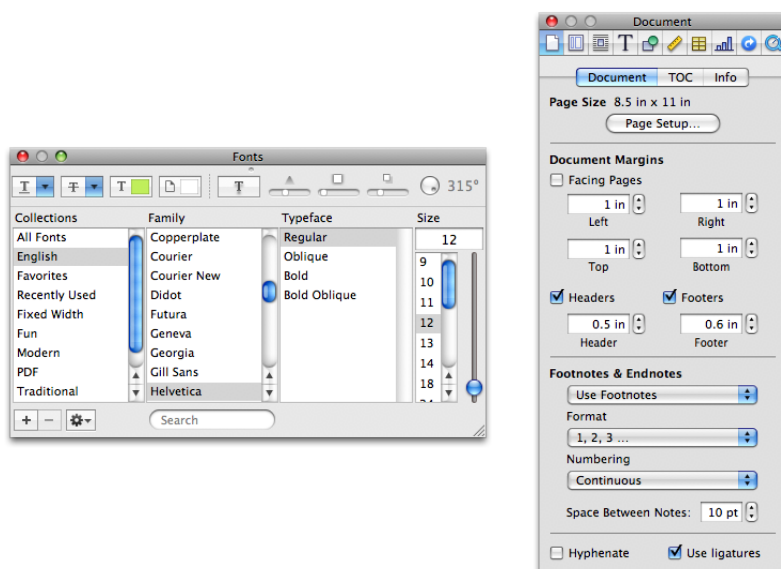 Fonts
T T T T 315°
Collections Family Typeface Size
All Fonts Copperplate Regular 12
English Courier Oblique 9
Favorites Courier New Bold 10
Recently Used Didot Bold Oblique 11
Fixed Width Futura 12
Fun Geneva 13
Modern Georgia 14
PDF Gill Sans 18
Traditional Helvetica
+ − Search
Document
T
Document TOC Info
Page Size 8.5 in x 11 in
Page Setup...
Document Margins
Facing Pages
1 in 1 in
Left Right
1 in 1 in
Top Bottom
Headers Footers
0.5 in 0.6 in
Header Footer
Footnotes & Endnotes
Use Footnotes
Format
1, 2, 3 ...
Numbering
Continuous
Space Between Notes: 10 pt
Hyphenate Use ligatures